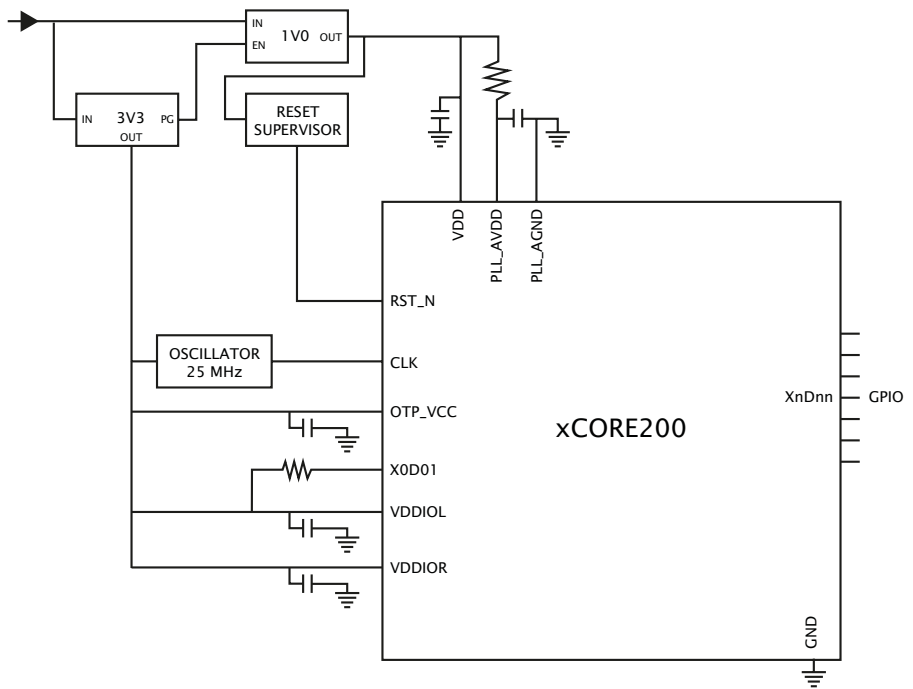 IN
1V0 OUT
EN
IN 3V3 PG
OUT
RESET
SUPERVISOR
VDD
PLL_AVDD
PLL_AGND
RST_N
OSCILLATOR
25 MHz
CLK
XnDnn GPIO
OTP_VCC
xCORE200
X0D01
VDDIOL
VDDIOR
GND